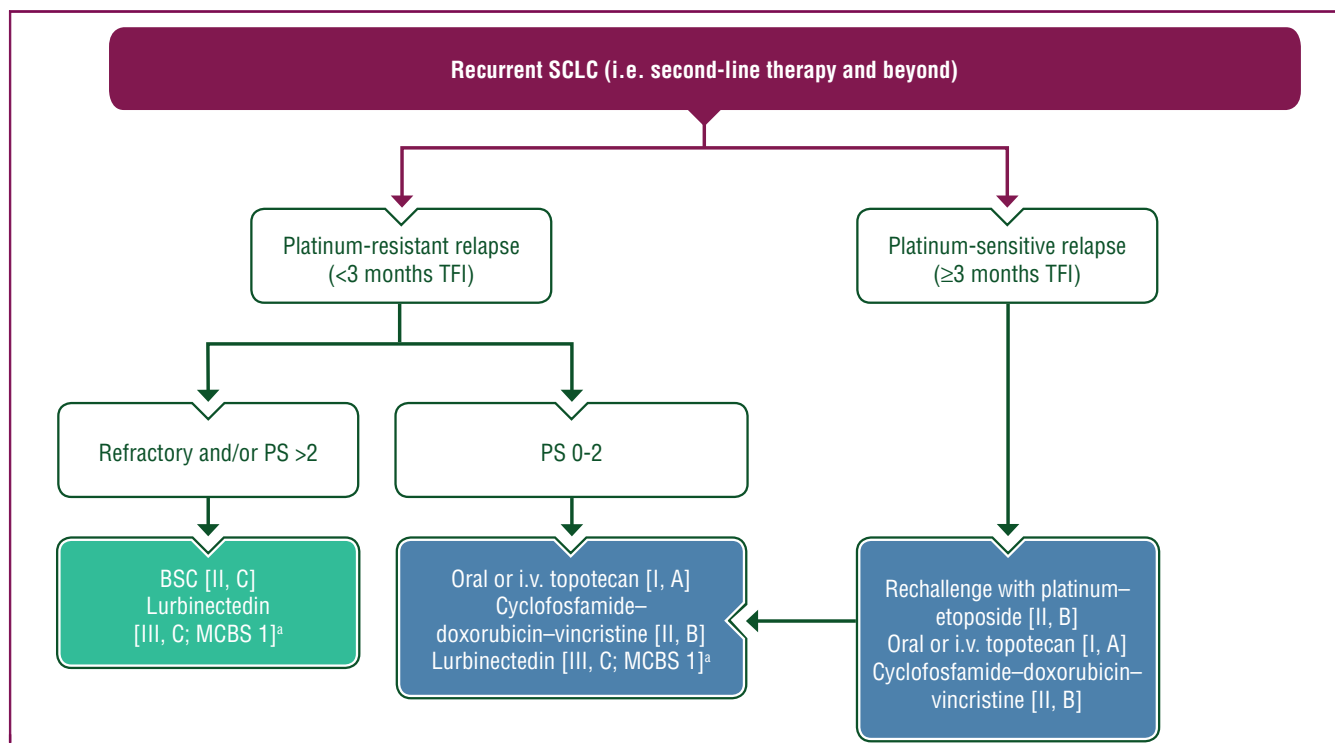 Recurrent SCLC (i.e. second-line therapy and beyond)
Platinum-resistant relapse
(<3 months TFI)
Platinum-sensitive relapse
(≥3 months TFI)
Refractory and/or PS >2
PS 0-2
BSC [II, C]
Lurbinectedin
[III, C; MCBS 1]ᵃ
Oral or i.v. topotecan [I, A]
Cyclofosfamide–
doxorubicin–vincristine [II, B]
Lurbinectedin [III, C; MCBS 1]ᵃ
Rechallenge with platinum–
etoposide [II, B]
Oral or i.v. topotecan [I, A]
Cyclofosfamide–doxorubicin–
vincristine [II, B]